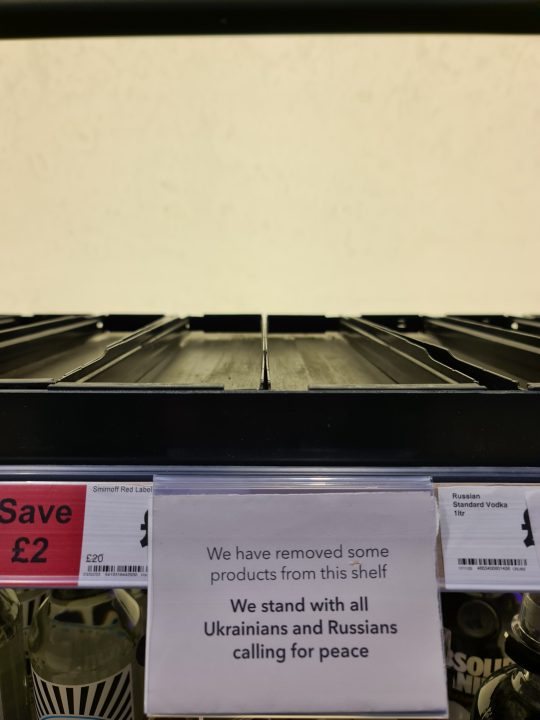 Save
£2
Smirnoff Red Label
£20
£
We have removed some
products from this shelf
We stand with all
Ukrainians and Russians
calling for peace
Russian
Standard Vodka
1ltr
£